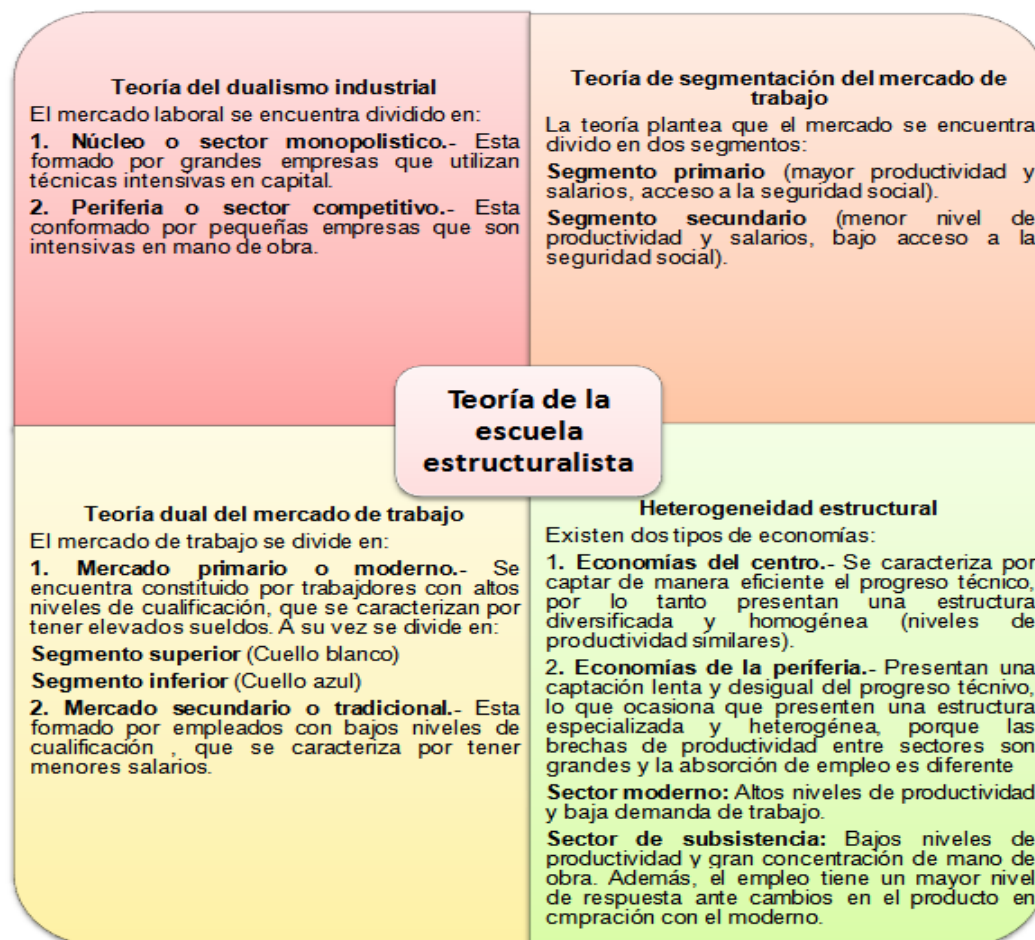 Teoría del dualismo industrial
El mercado laboral se encuentra dividido en:
1. Núcleo o sector monopolistico.- Esta
formado por grandes empresas que utilizan
técnicas intensivas en capital.
2. Periferia o sector competitivo.- Esta
conformado por pequeñas empresas que son
intensivas en mano de obra.
Teoría de segmentación del mercado de
trabajo
La teoría plantea que el mercado se encuentra
divido en dos segmentos:
Segmento primario (mayor productividad y
salarios, acceso a la seguridad social).
Segmento secundario (menor nivel de
productividad y salarios, bajo acceso a la
seguridad social).
Teoría de la
escuela
estructuralista
Teoría dual del mercado de trabajo
El mercado de trabajo se divide en:
1. Mercado primario o moderno.- Se
encuentra constituido por trabajdores con altos
niveles de cualificación, que se caracterizan por
tener elevados sueldos. A su vez se divide en:
Segmento superior (Cuello blanco)
Segmento inferior (Cuello azul)
2. Mercado secundario o tradicional.- Esta
formado por empleados con bajos niveles de
cualificación , que se caracteriza por tener
menores salarios.
Heterogeneidad estructural
Existen dos tipos de economías:
1. Economías del centro.- Se caracteriza por
captar de manera eficiente el progreso técnico,
por lo tanto presentan una estructura
diversificada y homogénea (niveles de
productividad similares).
2. Economías de la periferia.- Presentan una
captación lenta y desigual del progreso técnivo,
lo que ocasiona que presenten una estructura
especializada y heterogénea, porque las
brechas de productividad entre sectores son
grandes y la absorción de empleo es diferente
Sector moderno: Altos niveles de productividad
y baja demanda de trabajo.
Sector de subsistencia: Bajos niveles de
productividad y gran concentración de mano de
obra. Además, el empleo tiene un mayor nivel
de respuesta ante cambios en el producto en
cmpración con el moderno.